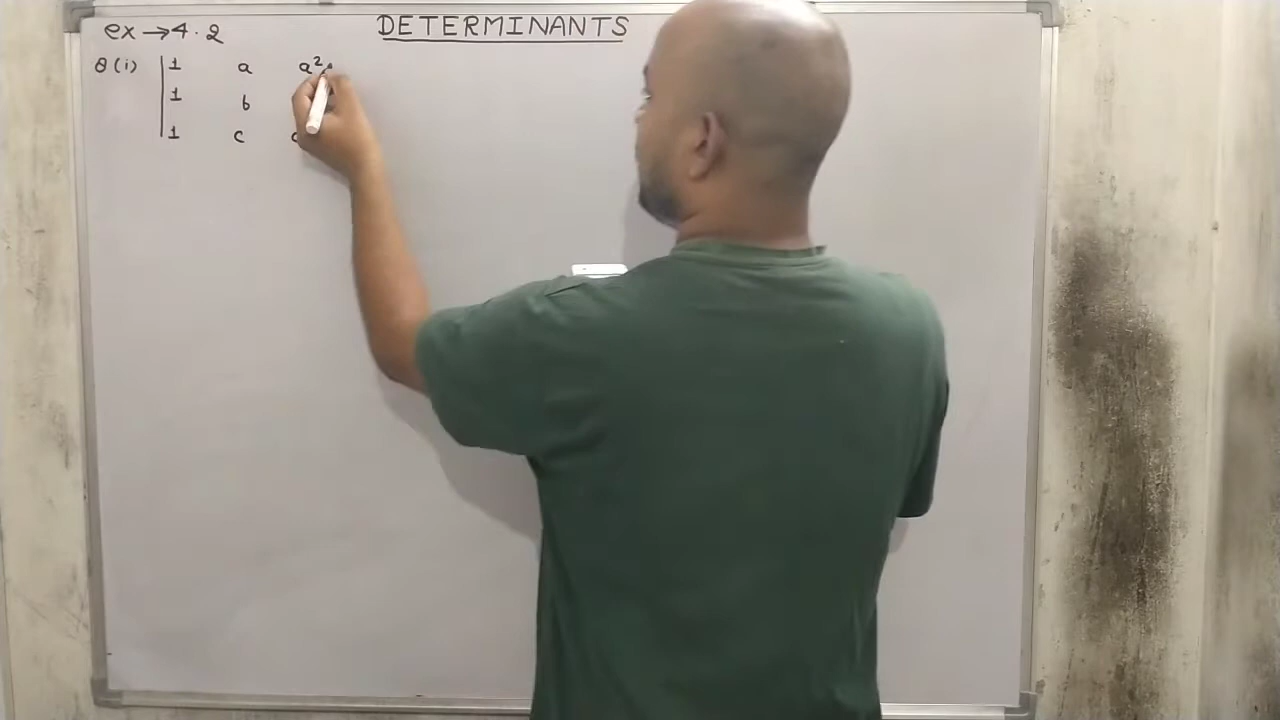 DETERMINANTS
ex → 4.2
8 (i) | 1 a a²
1 b
1 c